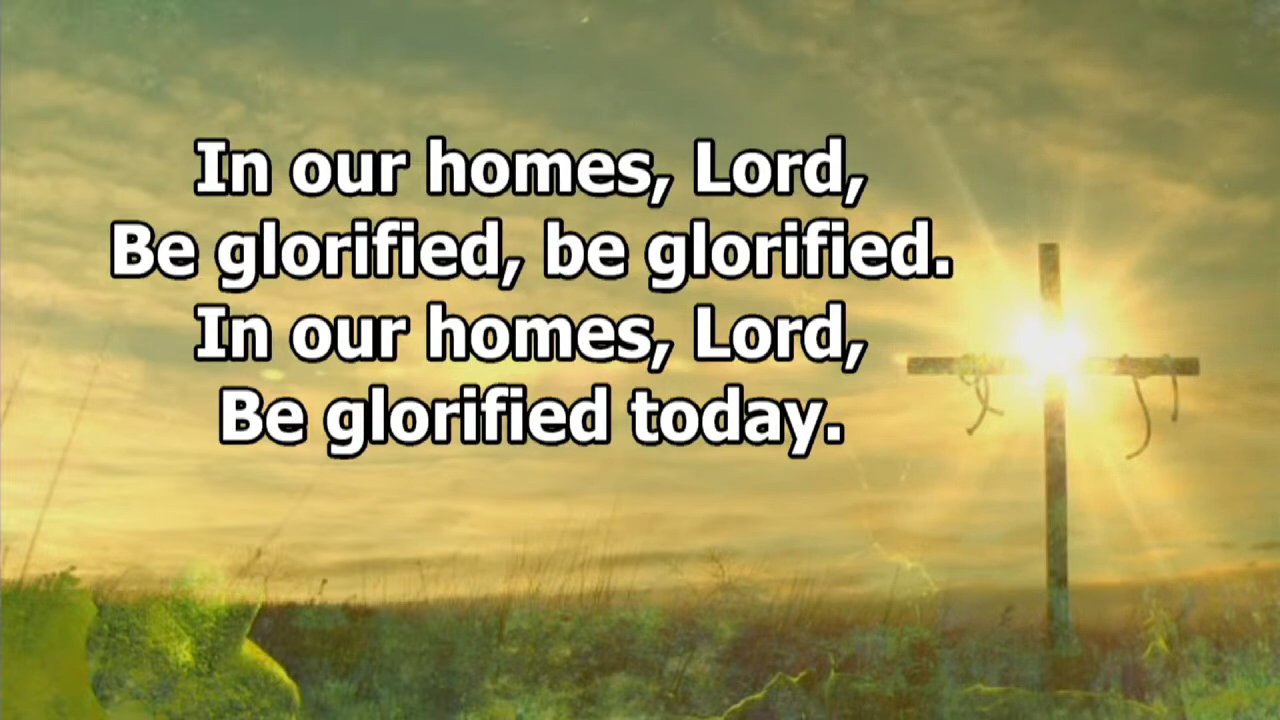 In our homes, Lord,
Be glorified, be glorified.
In our homes, Lord,
Be glorified today.